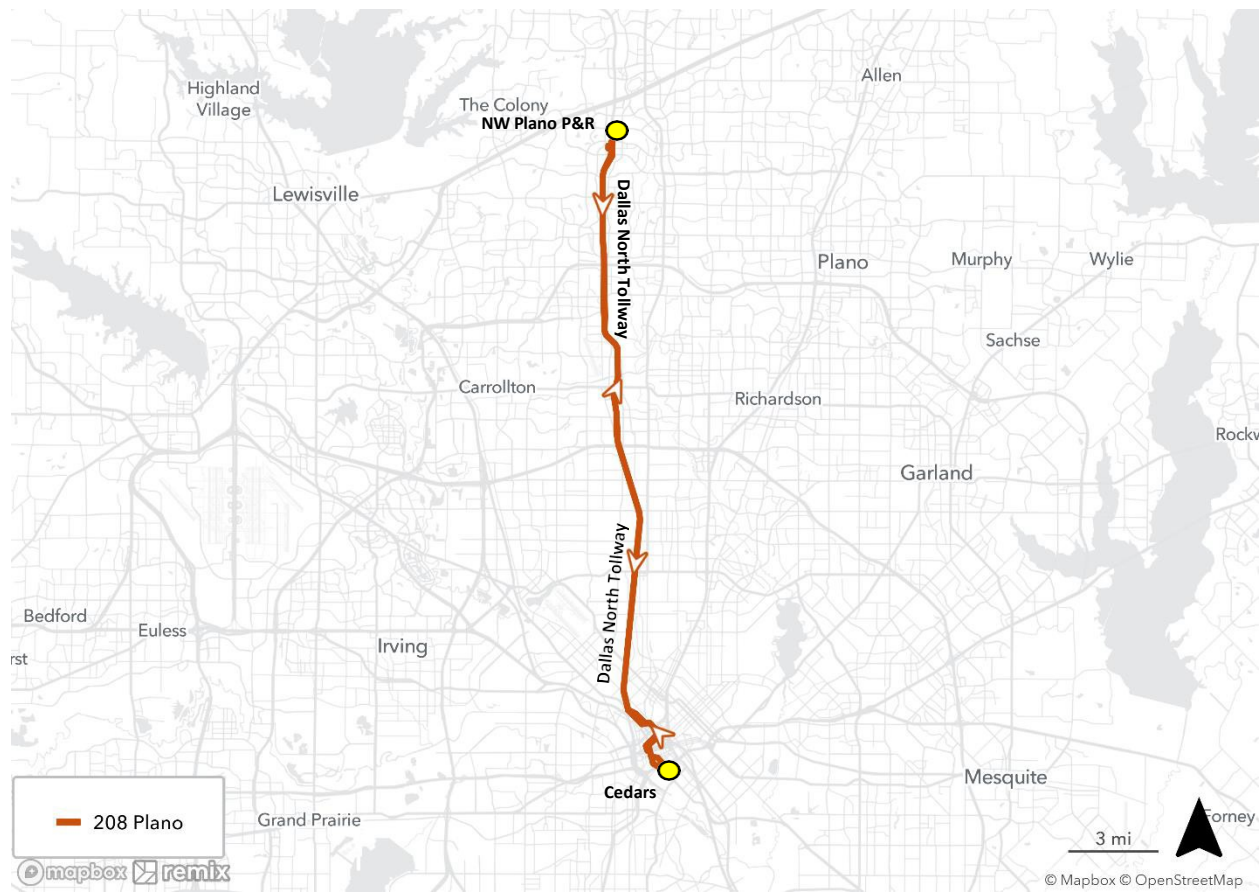 Highland
Village
The Colony
Allen
NW Plano P&R
Lewisville
Dallas North Tollway
Plano
Murphy
Wylie
Sachse
Carrollton
Richardson
Rockw
Garland
Dallas North Tollway
Bedford
Euless
Irving
rst
Mesquite
Cedars
208 Plano
Grand Prairie
Forney
3 mi
mapbox remix
© Mapbox © OpenStreetMap